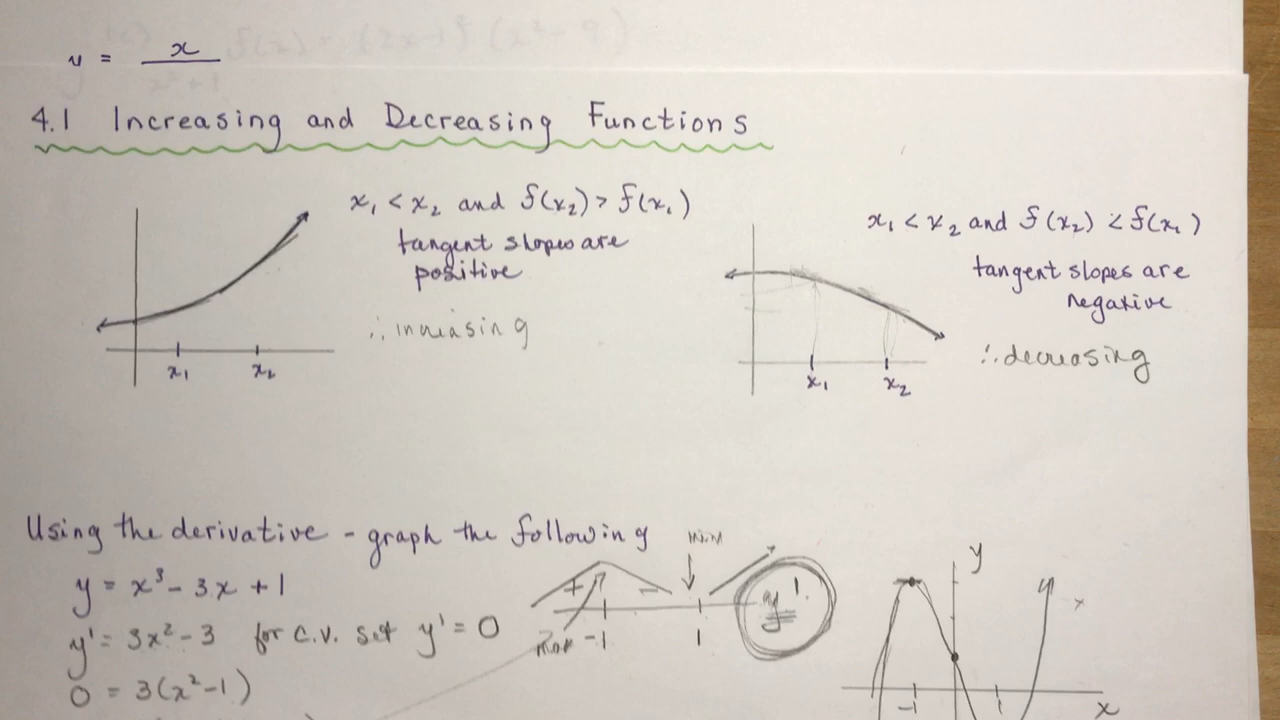 y = x
4.1 Increasing and Decreasing Functions
x₁ < x₂ and f(x₂) > f(x₁)
tangent slopes are
positive
∴ increasing
x₁ x₂
x₁ < x₂ and f(x₂) < f(x₁)
tangent slopes are
negative
∴ decreasing
x₁ x₂
Using the derivative - graph the following
y = x³ - 3x + 1
y' = 3x² - 3 for c.v. set y' = 0
0 = 3(x² - 1)
min
+ −
y'
max -1 1
y
-1 1 x